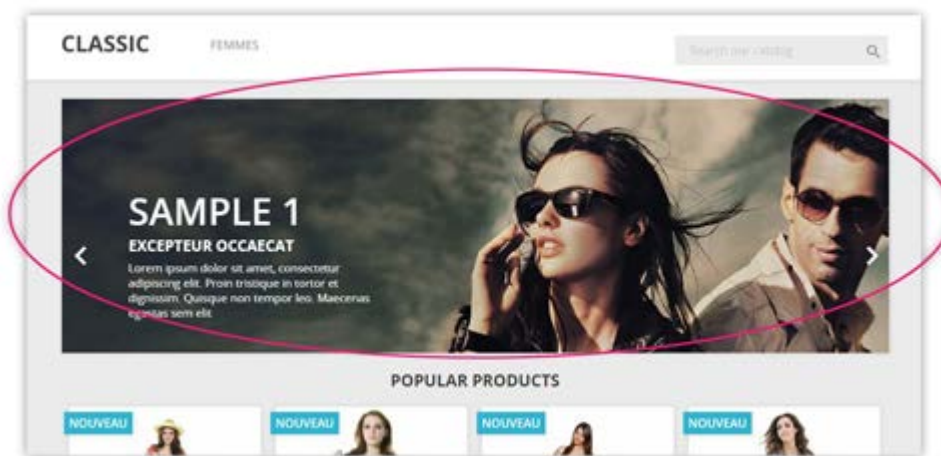 CLASSIC
FEMMES
Search our catalog
SAMPLE 1
EXCEPTEUR OCCAECAT
Lorem ipsum dolor sit amet, consectetur
adipiscing elit. Proin tristique in tortor et
dignissim. Quisque non tempor leo. Maecenas
egestas sem elit
POPULAR PRODUCTS
NOUVEAU
NOUVEAU
NOUVEAU
NOUVEAU